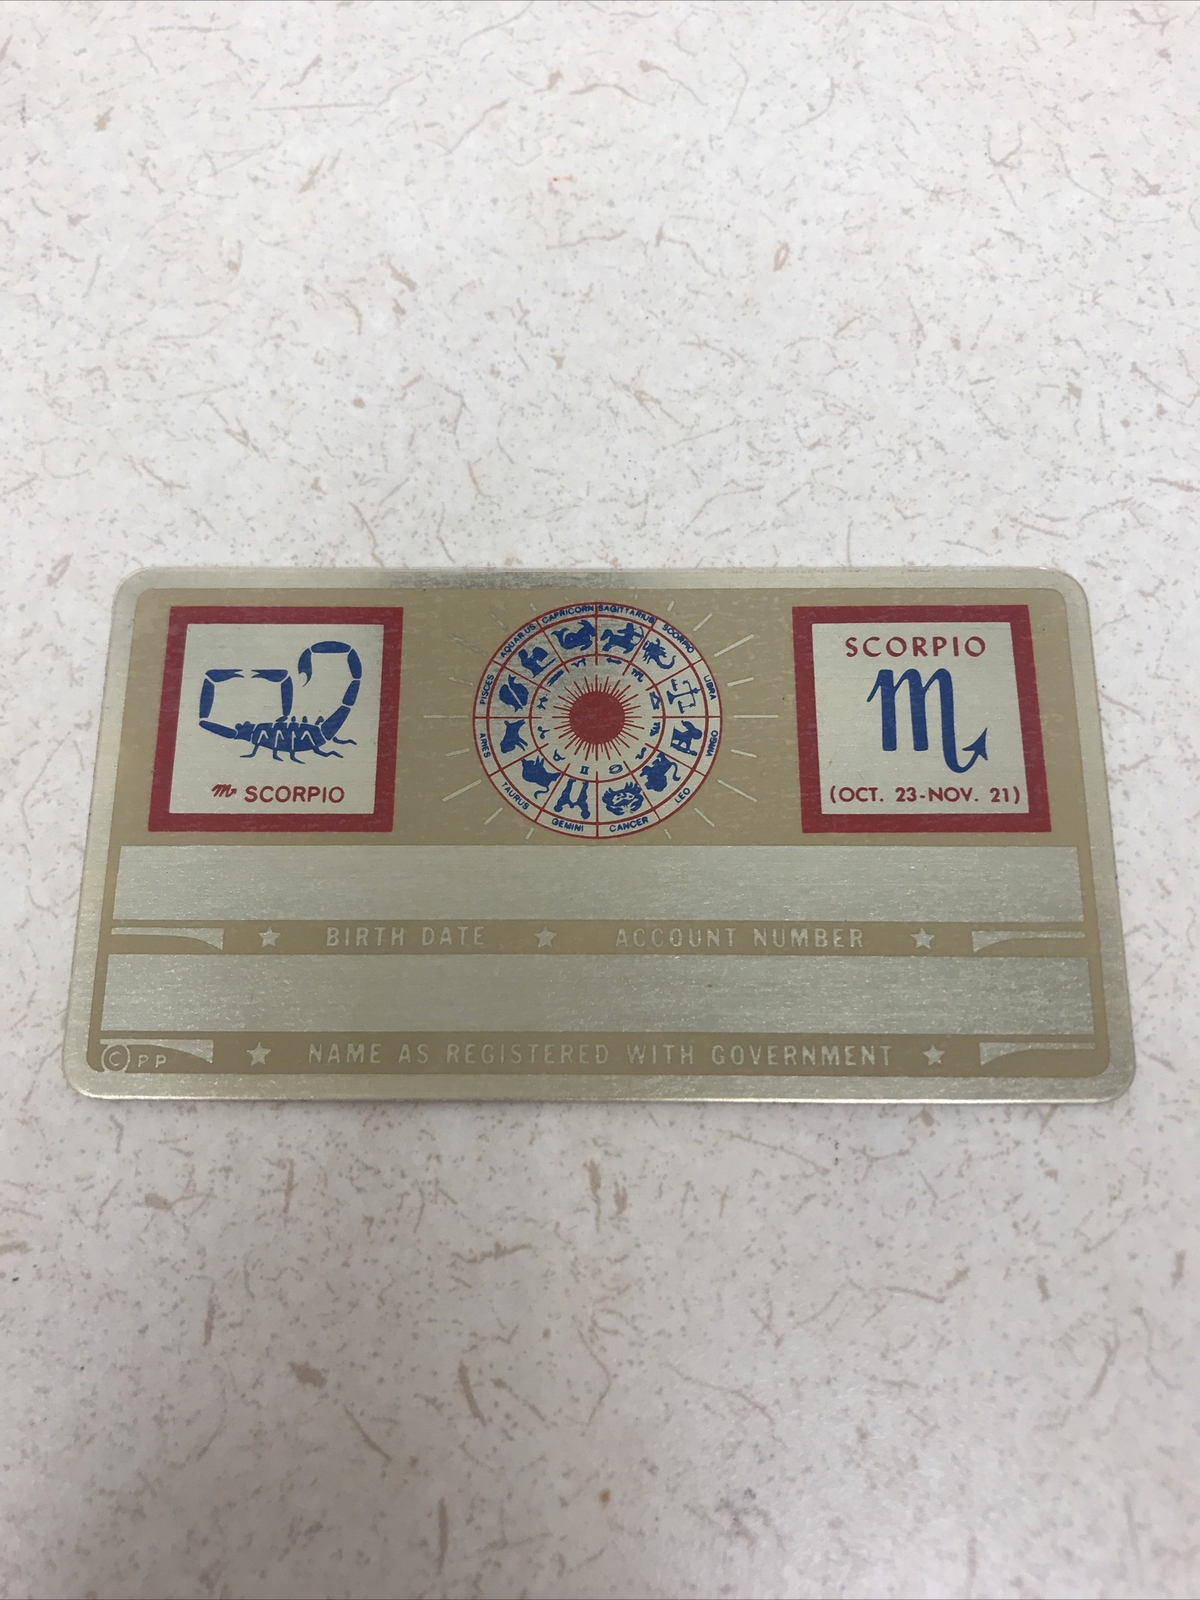 ♏ SCORPIO
CAPRICORN
SAGITTARIUS
SCORPIO
LIBRA
VIRGO
LEO
CANCER
GEMINI
TAURUS
ARIES
PISCES
AQUARIUS
SCORPIO
♏
(OCT. 23-NOV. 21)
★ BIRTH DATE ★ ACCOUNT NUMBER ★
© PP ★ NAME AS REGISTERED WITH GOVERNMENT ★